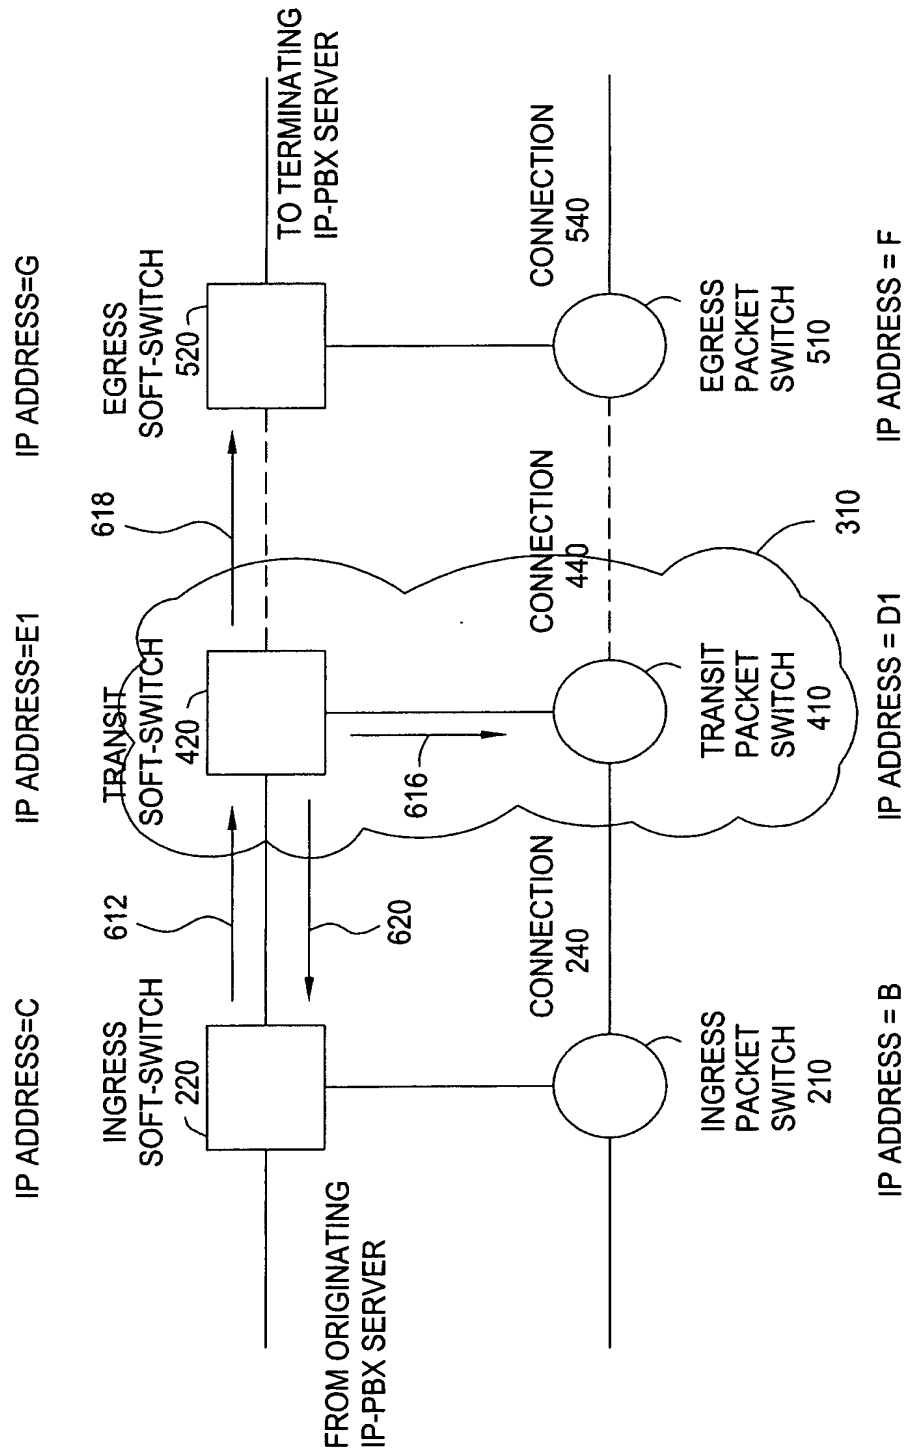 IP ADDRESS=C
IP ADDRESS=E1
IP ADDRESS=G
INGRESS
SOFT-SWITCH
220
612
TRANSIT
SOFT-SWITCH
420
618
EGRESS
SOFT-SWITCH
520
620
616
FROM ORIGINATING
IP-PBX SERVER
TO TERMINATING
IP-PBX SERVER
CONNECTION
240
CONNECTION
440
CONNECTION
540
INGRESS
PACKET
SWITCH
210
TRANSIT
PACKET
SWITCH
410
310
EGRESS
PACKET
SWITCH
510
IP ADDRESS = B
IP ADDRESS = D1
IP ADDRESS = F